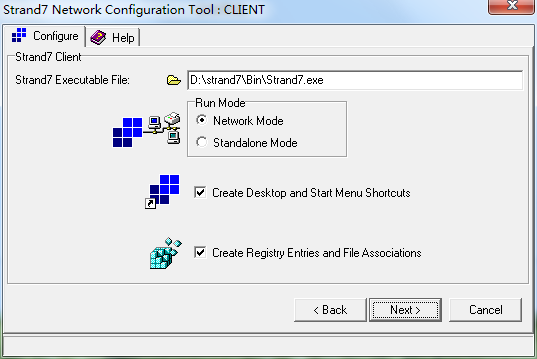 Strand7 Network Configuration Tool : CLIENT
Configure
Help
Strand7 Client
Strand7 Executable File:
D:\strand7\Bin\Strand7.exe
Run Mode
Network Mode
Standalone Mode
Create Desktop and Start Menu Shortcuts
Create Registry Entries and File Associations
< Back
Next >
Cancel